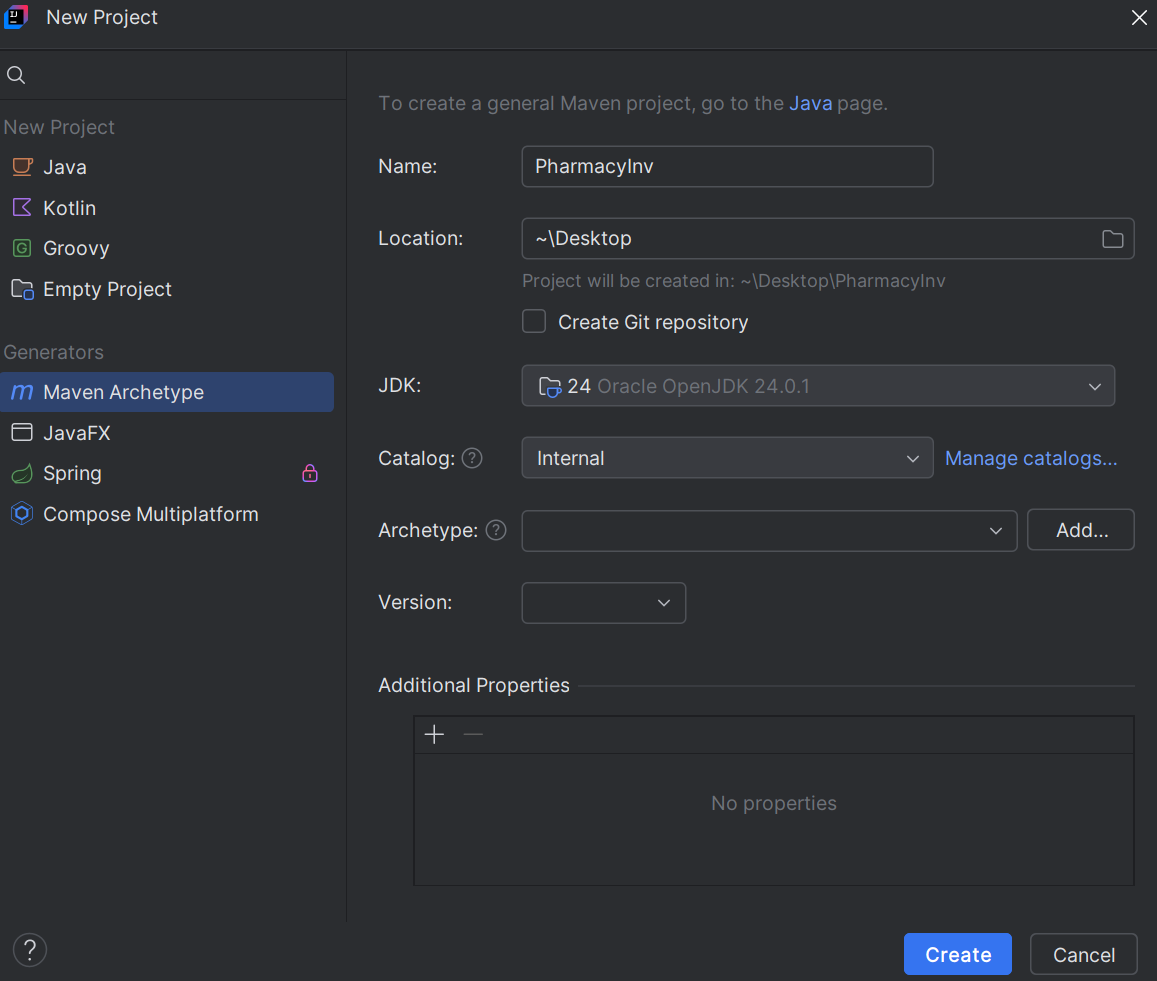 New Project
New Project
Java
Kotlin
Groovy
Empty Project
Generators
Maven Archetype
JavaFX
Spring
Compose Multiplatform
To create a general Maven project, go to the Java page.
Name: PharmacyInv
Location: ~\Desktop
Project will be created in: ~\Desktop\PharmacyInv
Create Git repository
JDK: 24 Oracle OpenJDK 24.0.1
Catalog: ? Internal Manage catalogs...
Archetype: ? Add...
Version:
Additional Properties
No properties
? Create Cancel